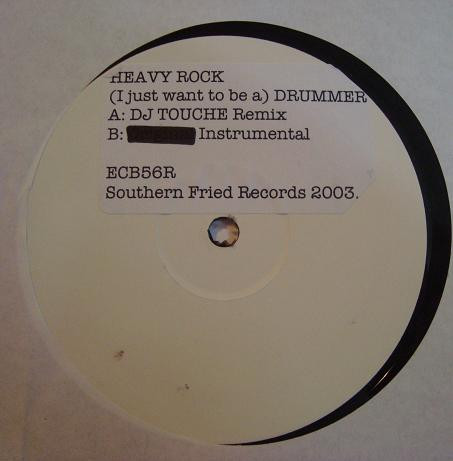 HEAVY ROCK
(I just want to be a) DRUMMER
A: DJ TOUCHE Remix
B: Instrumental
ECB56R
Southern Fried Records 2003.